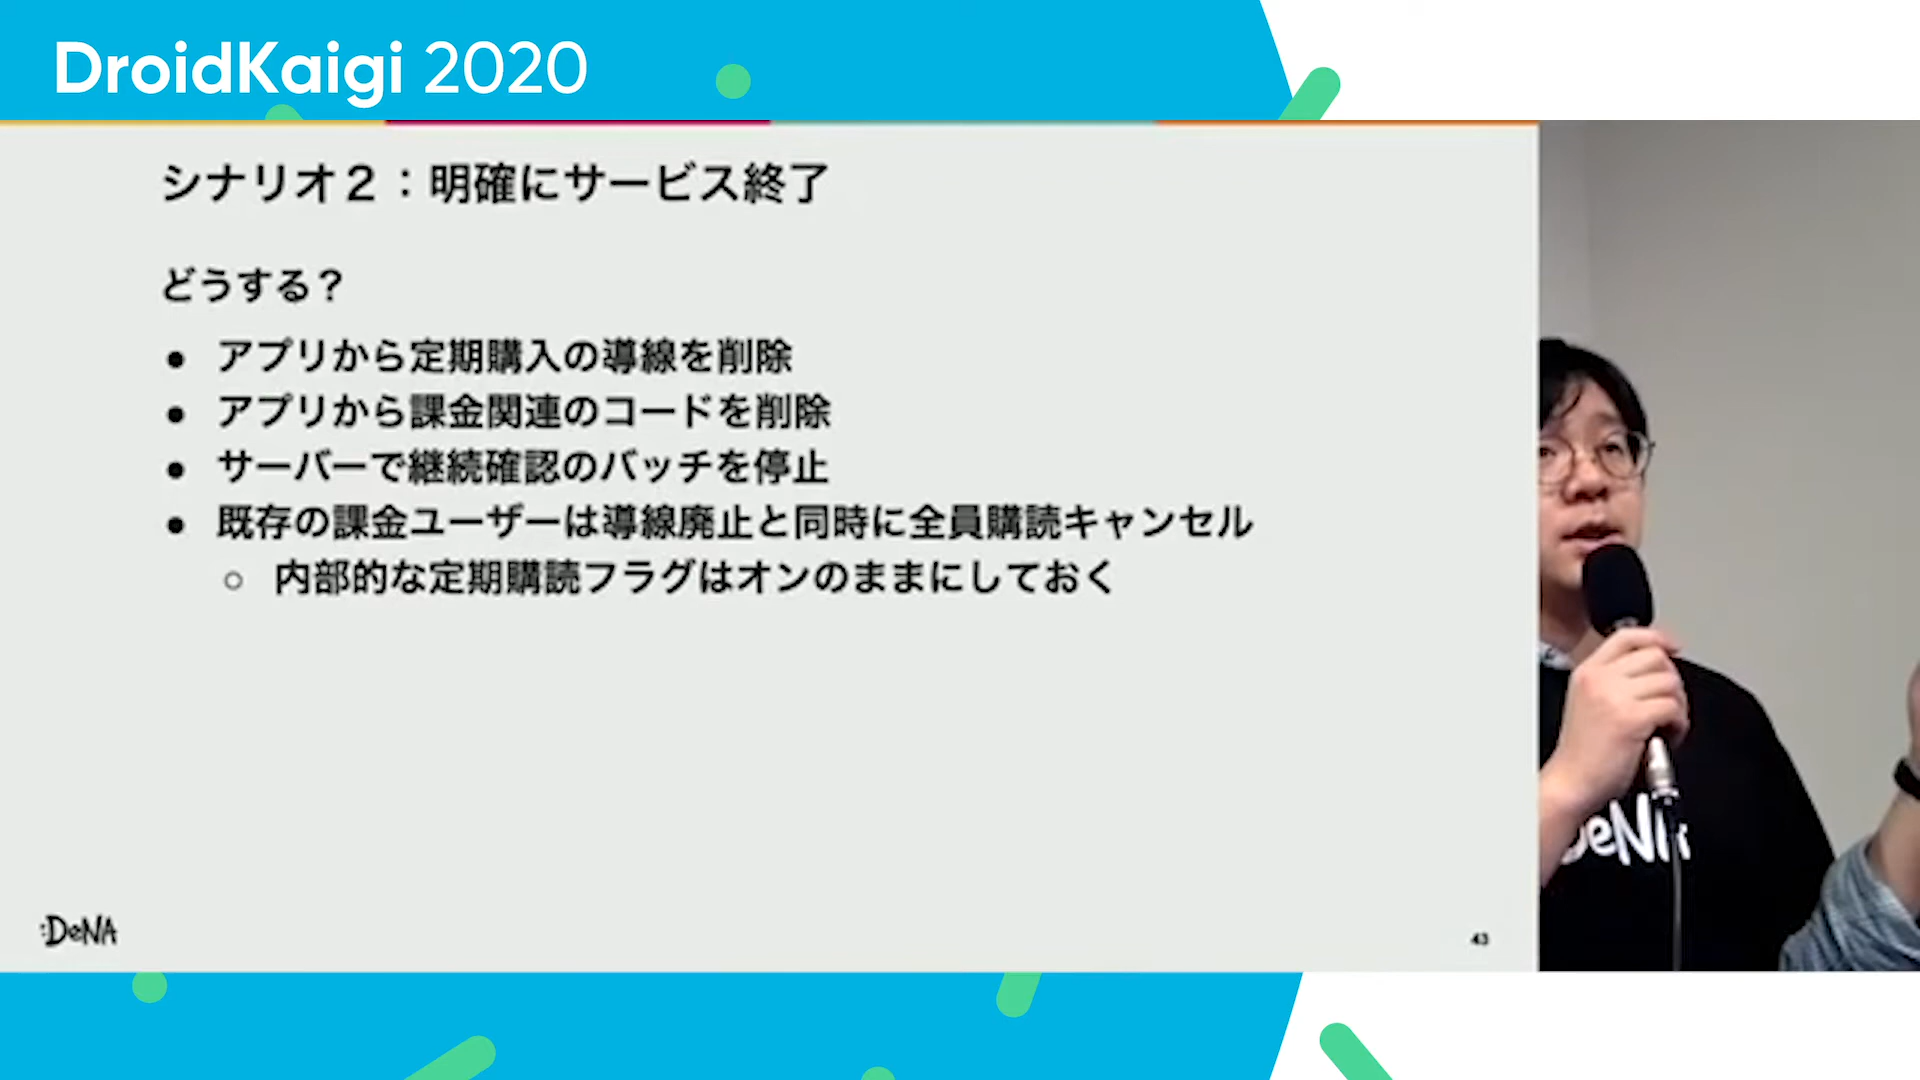 DroidKaigi 2020
シナリオ２：明確にサービス終了
どうする？
● アプリから定期購入の導線を削除
● アプリから課金関連のコードを削除
● サーバーで継続確認のバッチを停止
● 既存の課金ユーザーは導線廃止と同時に全員購読キャンセル
○ 内部的な定期購読フラグはオンのままにしておく
:DeNA
43
DeNA